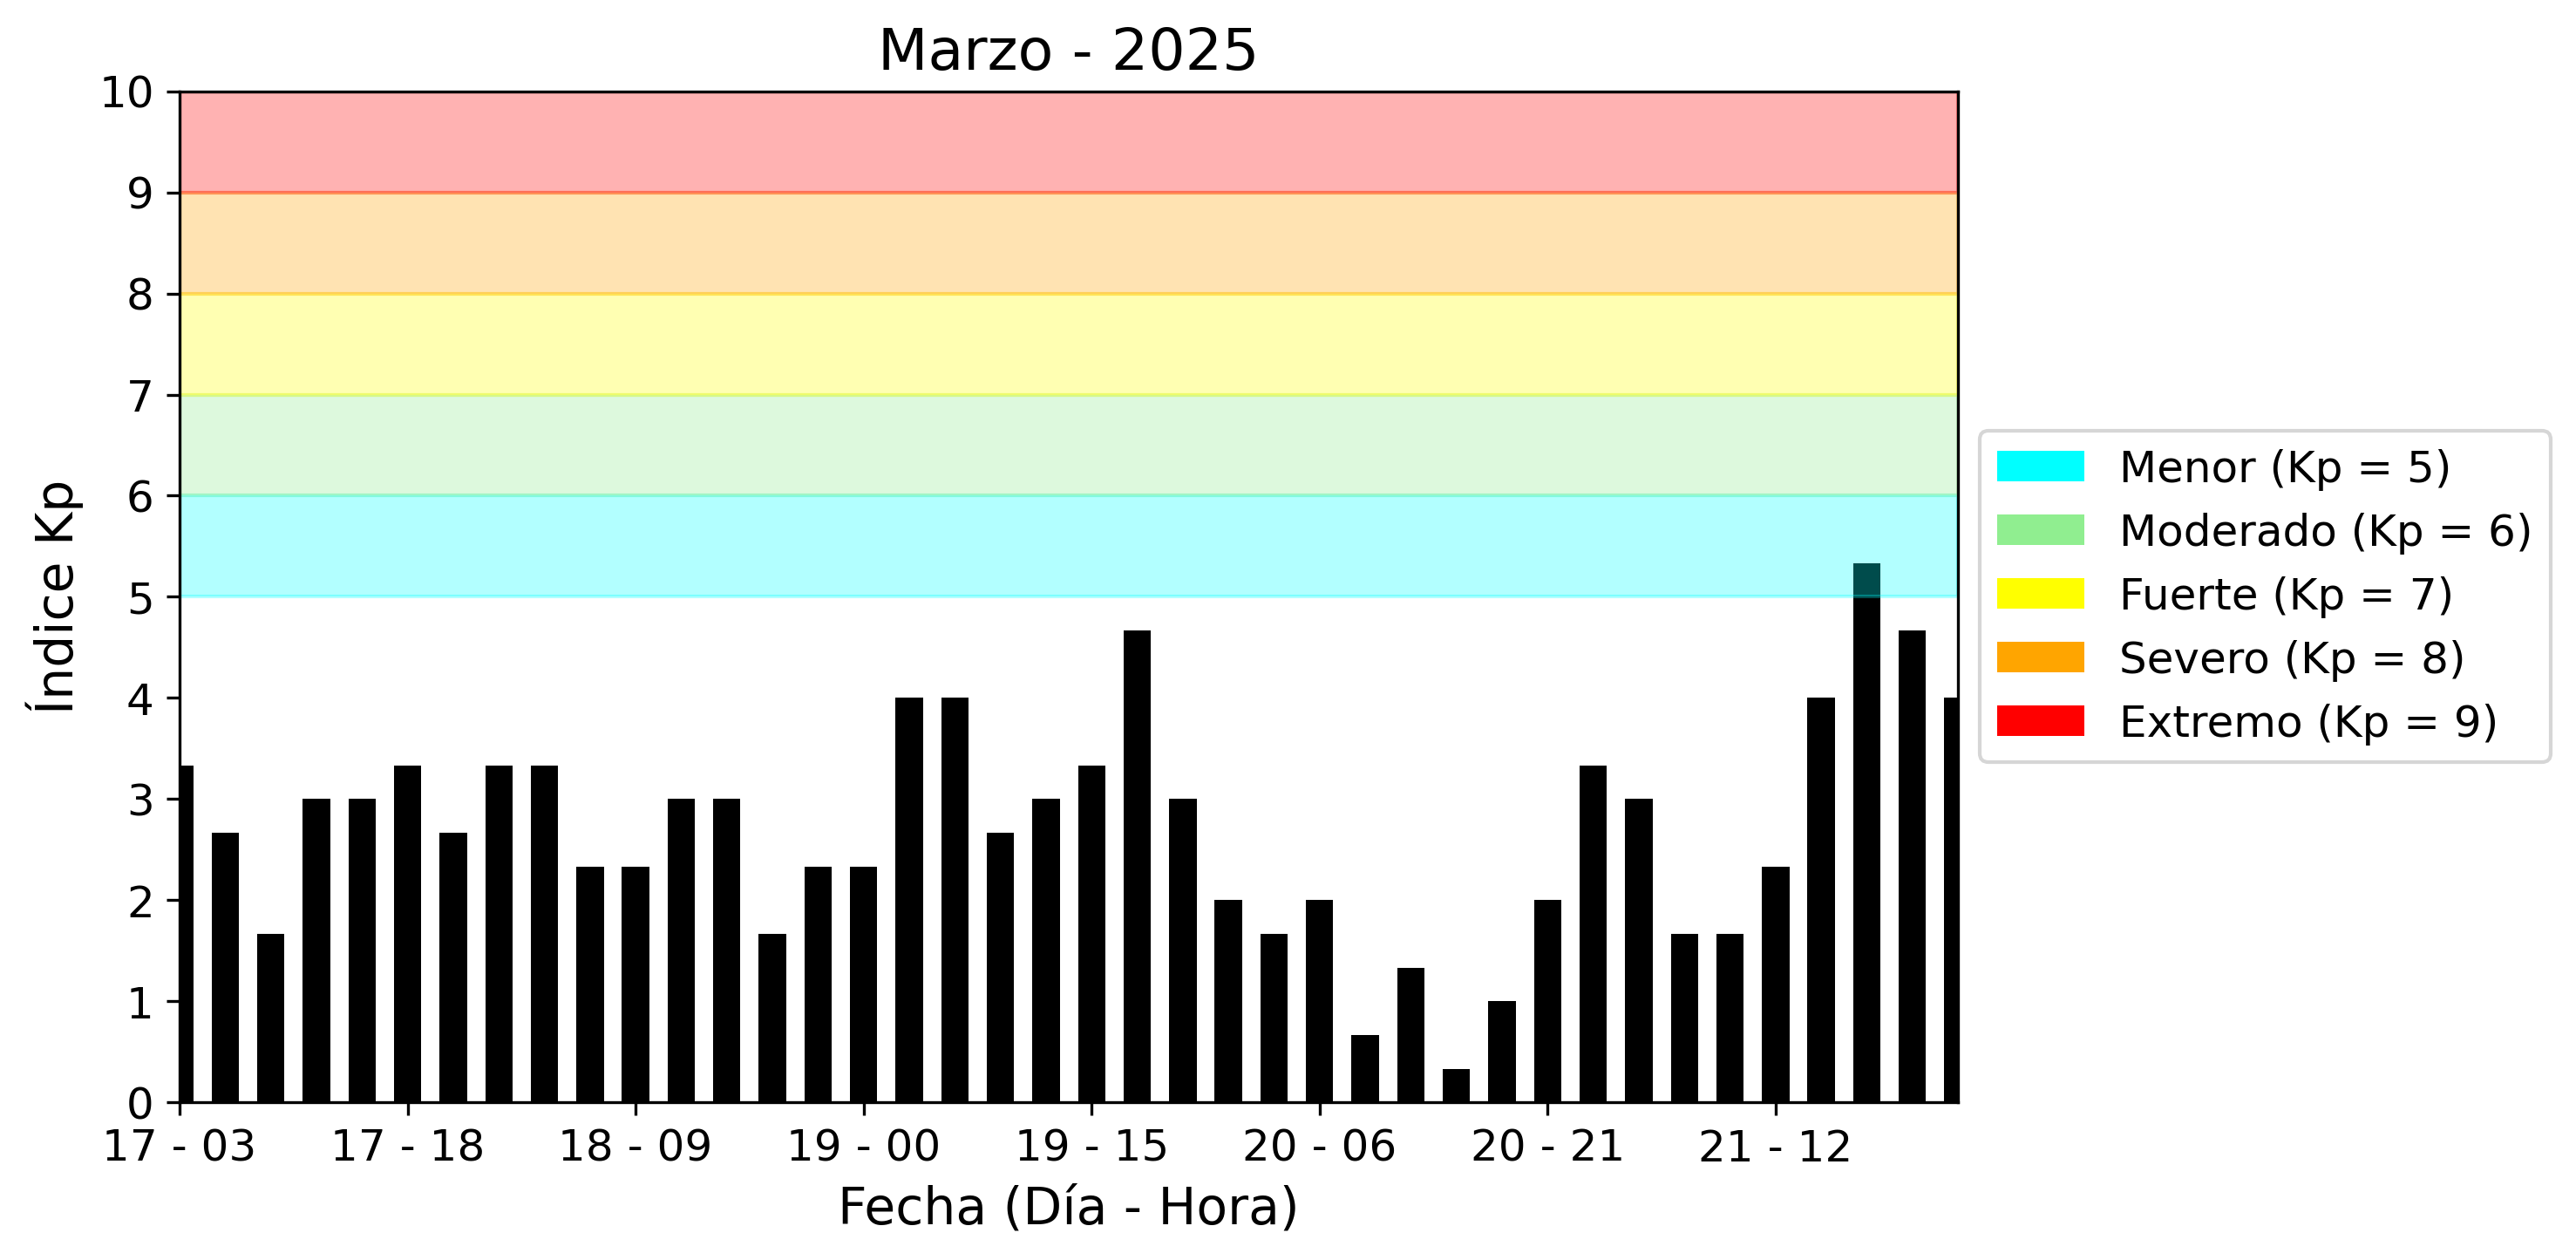 Marzo - 2025
10
9
8
7
6
5
4
3
2
1
0
Índice Kp
17 - 03
17 - 18
18 - 09
19 - 00
19 - 15
20 - 06
20 - 21
21 - 12
Fecha (Día - Hora)
Menor (Kp = 5)
Moderado (Kp = 6)
Fuerte (Kp = 7)
Severo (Kp = 8)
Extremo (Kp = 9)